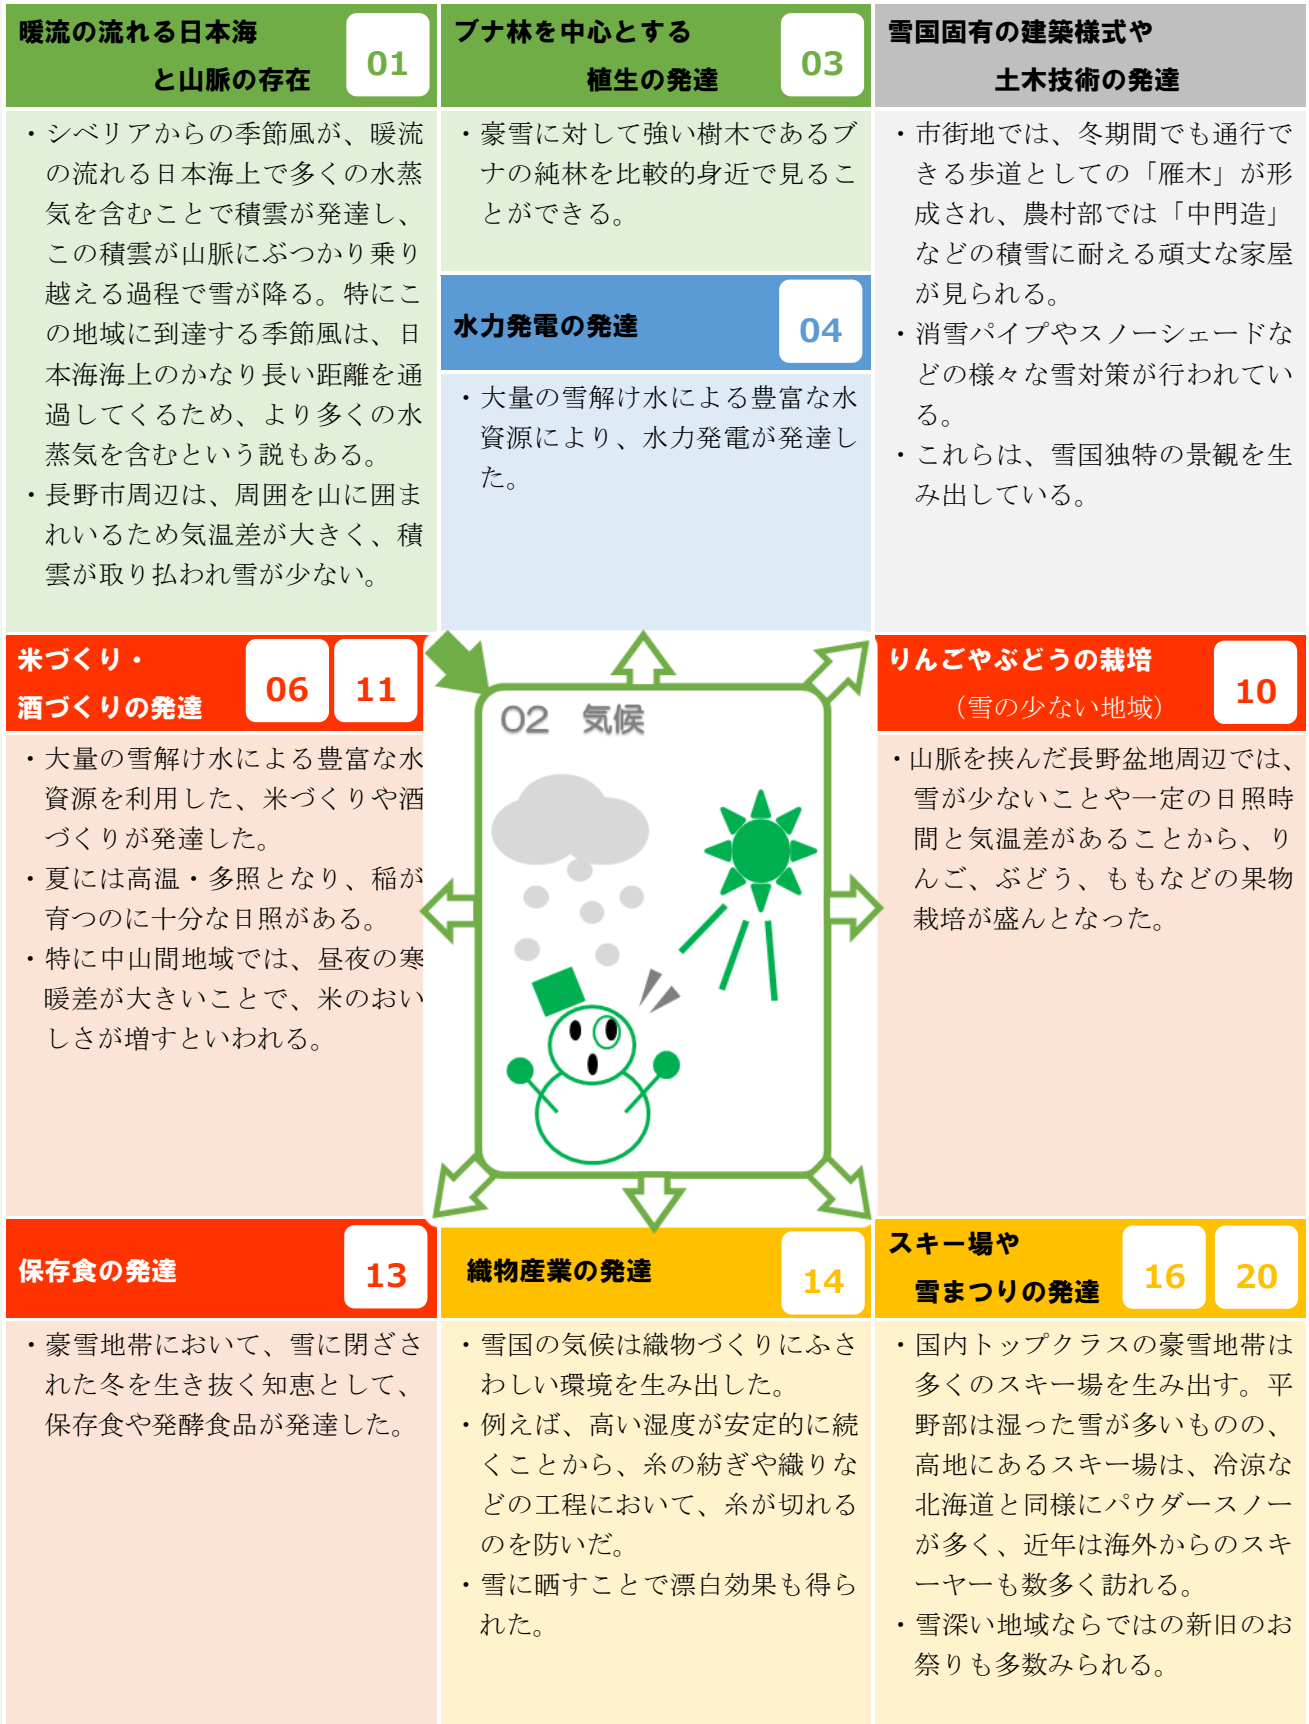 暖流の流れる日本海
と山脈の存在
01
・シベリアからの季節風が、暖流
の流れる日本海上で多くの水蒸
気を含むことで積雲が発達し、
この積雲が山脈にぶつかり乗り
越える過程で雪が降る。特にこ
の地域に到達する季節風は、日
本海海上のかなり長い距離を通
過してくるため、より多くの水
蒸気を含むという説もある。
・長野市周辺は、周囲を山に囲ま
れいるため気温差が大きく、積
雲が取り払われ雪が少ない。
ブナ林を中心とする
植生の発達
03
・豪雪に対して強い樹木であるブ
ナの純林を比較的身近で見るこ
とができる。
水力発電の発達
04
・大量の雪解け水による豊富な水
資源により、水力発電が発達し
た。
雪国固有の建築様式や
土木技術の発達
・市街地では、冬期間でも通行で
きる歩道としての「雁木」が形
成され、農村部では「中門造」
などの積雪に耐える頑丈な家屋
が見られる。
・消雪パイプやスノーシェードな
どの様々な雪対策が行われてい
る。
・これらは、雪国独特の景観を生
み出している。
米づくり・
酒づくりの発達
06 11
・大量の雪解け水による豊富な水
資源を利用した、米づくりや酒
づくりが発達した。
・夏には高温・多照となり、稲が
育つのに十分な日照がある。
・特に中山間地域では、昼夜の寒
暖差が大きいことで、米のおい
しさが増すといわれる。
02 気候
りんごやぶどうの栽培
（雪の少ない地域）
10
・山脈を挟んだ長野盆地周辺では、
雪が少ないことや一定の日照時
間と気温差があることから、り
んご、ぶどう、ももなどの果物
栽培が盛んとなった。
保存食の発達
13
・豪雪地帯において、雪に閉ざさ
れた冬を生き抜く知恵として、
保存食や発酵食品が発達した。
織物産業の発達
14
・雪国の気候は織物づくりにふさ
わしい環境を生み出した。
・例えば、高い湿度が安定的に続
くことから、糸の紡ぎや織りな
どの工程において、糸が切れる
のを防いだ。
・雪に晒すことで漂白効果も得ら
れた。
スキー場や
雪まつりの発達
16 20
・国内トップクラスの豪雪地帯は
多くのスキー場を生み出す。平
野部は湿った雪が多いものの、
高地にあるスキー場は、冷涼な
北海道と同様にパウダースノー
が多く、近年は海外からのスキ
ーヤーも数多く訪れる。
・雪深い地域ならではの新旧のお
祭りも多数みられる。